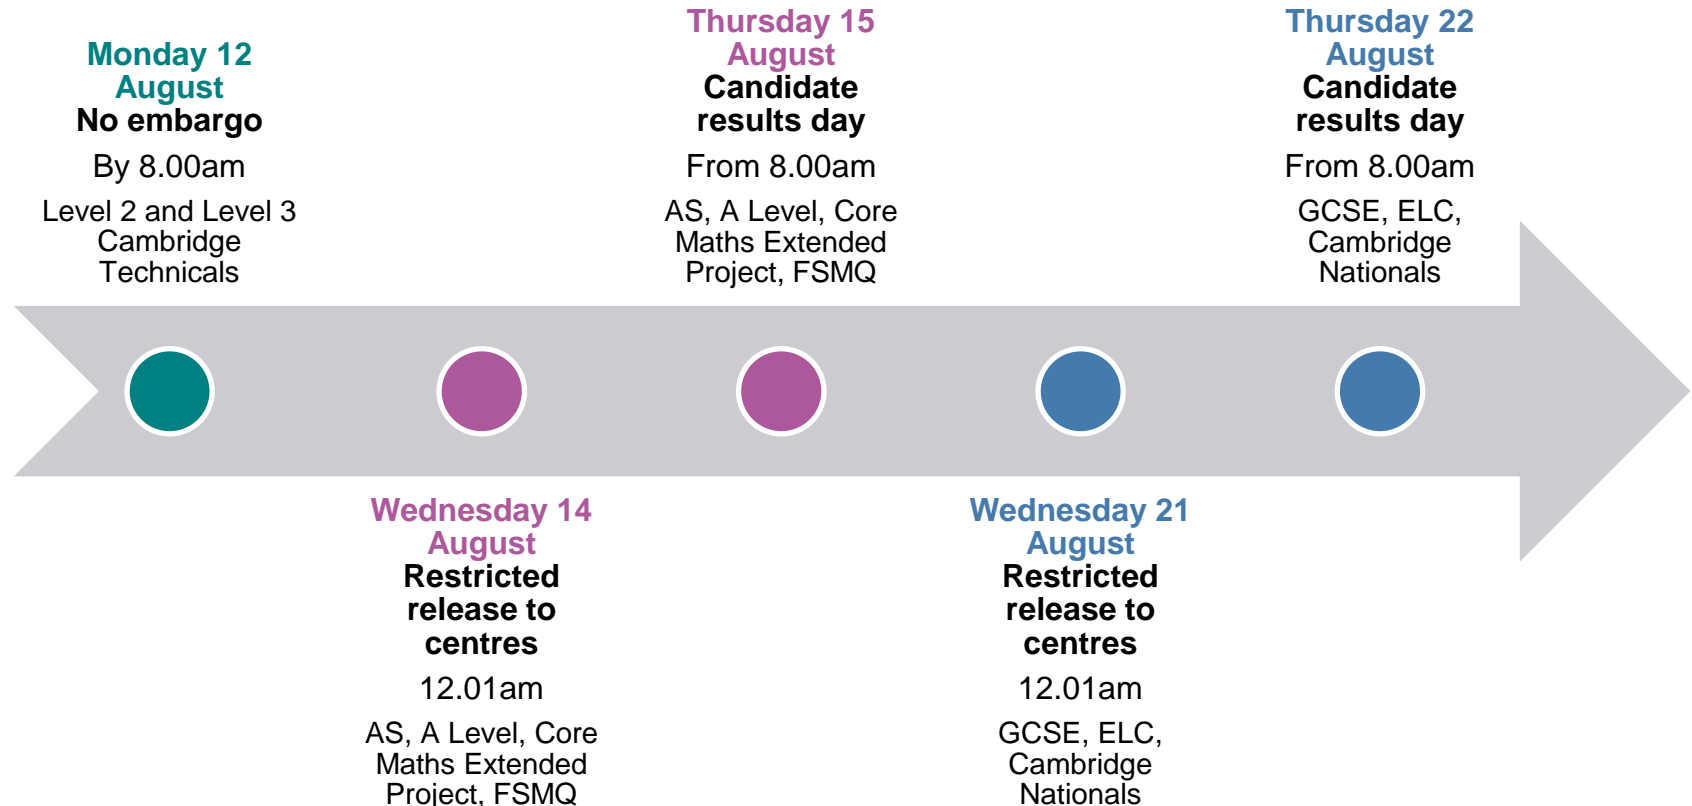 Monday 12
August
No embargo
By 8.00am
Level 2 and Level 3
Cambridge
Technicals
Wednesday 14
August
Restricted
release to
centres
12.01am
AS, A Level, Core
Maths Extended
Project, FSMQ
Thursday 15
August
Candidate
results day
From 8.00am
AS, A Level, Core
Maths Extended
Project, FSMQ
Wednesday 21
August
Restricted
release to
centres
12.01am
GCSE, ELC,
Cambridge
Nationals
Thursday 22
August
Candidate
results day
From 8.00am
GCSE, ELC,
Cambridge
Nationals